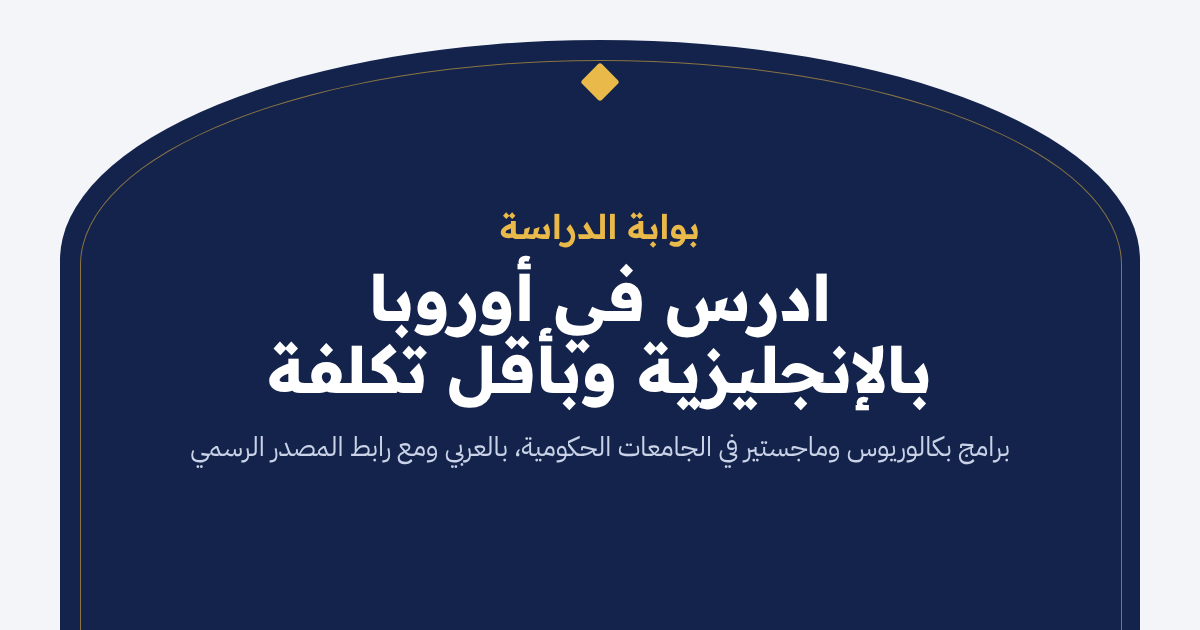 بوابة الدراسة
ادرس في أوروبا
بالإنجليزية وبأقل تكلفة
برامج بكالوريوس وماجستير في الجامعات الحكومية، بالعربي ومع رابط المصدر الرسمي